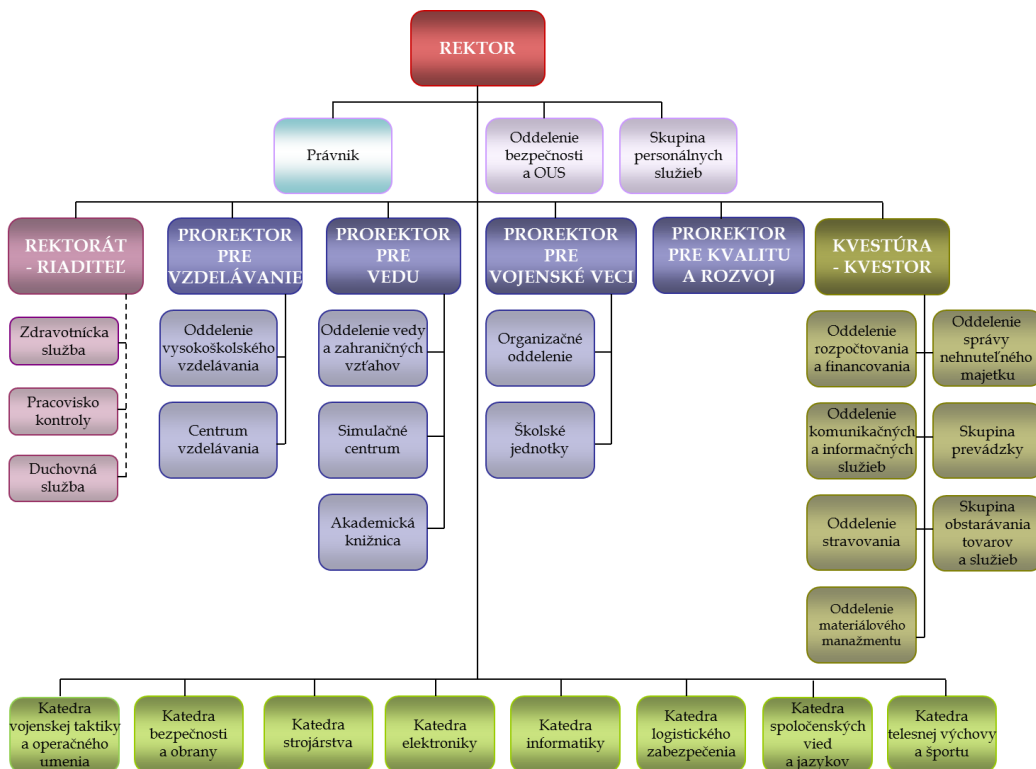 REKTOR
Právnik
Oddelenie
bezpečnosti
a OUS
Skupina
personálnych
služieb
REKTORÁT
- RIADITEĽ
PROREKTOR
PRE
VZDELÁVANIE
PROREKTOR
PRE
VEDU
PROREKTOR
PRE
VOJENSKÉ VECI
PROREKTOR
PRE KVALITU
A ROZVOJ
KVESTÚRA
- KVESTOR
Zdravotnícka
služba
Pracovisko
kontroly
Duchovná
služba
Oddelenie
vysokoškolského
vzdelávania
Centrum
vzdelávania
Oddelenie vedy
a zahraničných
vzťahov
Simulačné
centrum
Akademická
knižnica
Organizačné
oddelenie
Školské
jednotky
Oddelenie
rozpočtovania
a financovania
Oddelenie
správy
nehnuteľného
majetku
Oddelenie
komunikačných
a informačných
služieb
Skupina
prevádzky
Oddelenie
stravovania
Skupina
obstarávania
tovarov
a služieb
Oddelenie
materiálového
manažmentu
Katedra
vojenskej taktiky
a operačného
umenia
Katedra
bezpečnosti
a obrany
Katedra
strojárstva
Katedra
elektroniky
Katedra
informatiky
Katedra
logistického
zabezpečenia
Katedra
spoločenských
vied
a jazykov
Katedra
telesnej výchovy
a športu